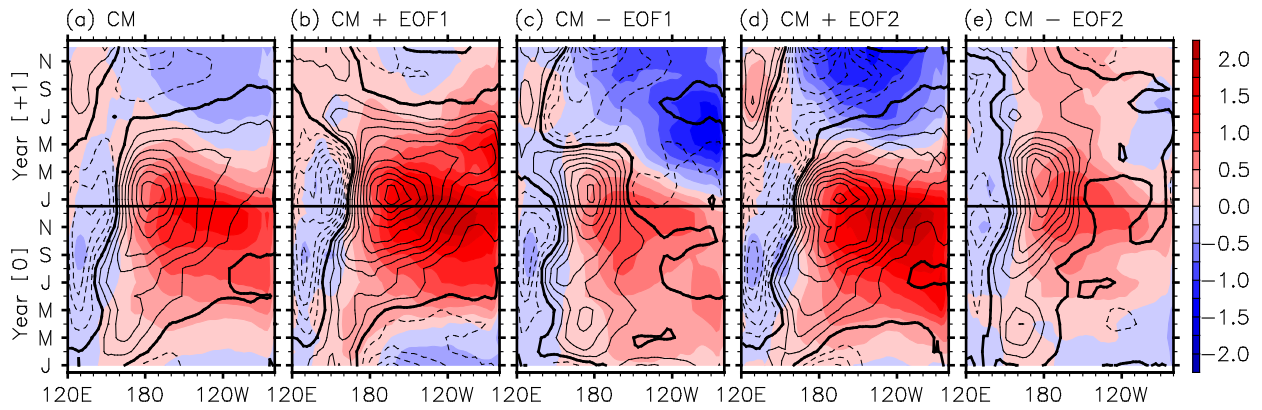 (a) CM (b) CM + EOF1 (c) CM − EOF1 (d) CM + EOF2 (e) CM − EOF2
Year [+1]
Year [0]
N
S
J
M
M
J
N
S
J
M
M
J
120E 180 120W 120E 180 120W 120E 180 120W 120E 180 120W 120E 180 120W
2.0
1.5
1.0
0.5
0.0
−0.5
−1.0
−1.5
−2.0